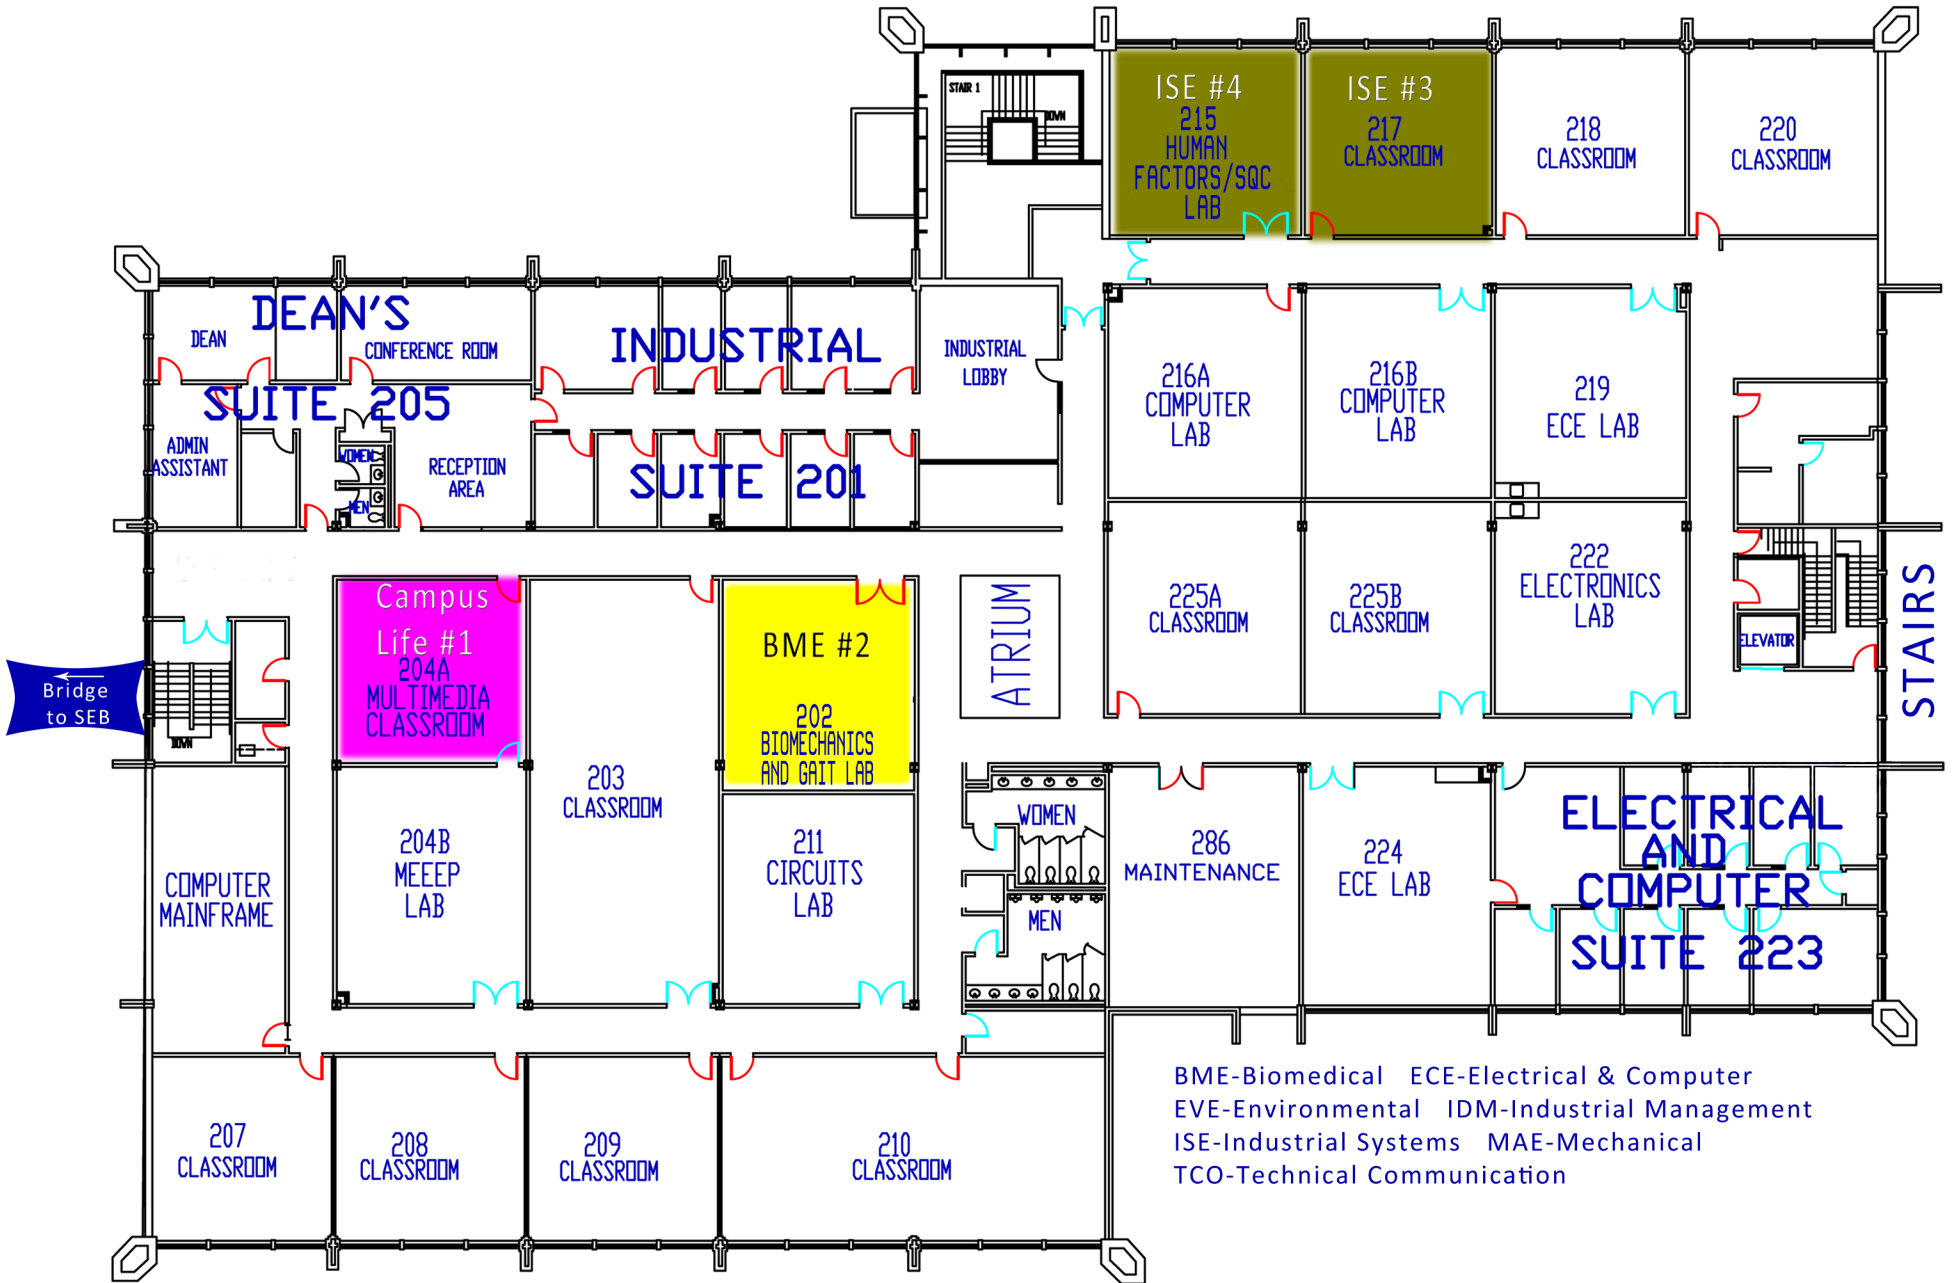 STAIR 1
DOWN
ISE #4
215
HUMAN
FACTORS/SQC
LAB
ISE #3
217
CLASSROOM
218
CLASSROOM
220
CLASSROOM
DEAN'S
SUITE 205
DEAN
CONFERENCE ROOM
ADMIN
ASSISTANT
WOMEN
MEN
RECEPTION
AREA
INDUSTRIAL
SUITE 201
INDUSTRIAL
LOBBY
216A
COMPUTER
LAB
216B
COMPUTER
LAB
219
ECE LAB
Campus
Life #1
204A
MULTIMEDIA
CLASSROOM
203
CLASSROOM
BME #2
202
BIOMECHANICS
AND GAIT LAB
ATRIUM
225A
CLASSROOM
225B
CLASSROOM
222
ELECTRONICS
LAB
ELEVATOR
STAIRS
Bridge
to SEB
DOWN
COMPUTER
MAINFRAME
204B
MEEEP
LAB
211
CIRCUITS
LAB
WOMEN
MEN
286
MAINTENANCE
224
ECE LAB
ELECTRICAL
AND
COMPUTER
SUITE 223
207
CLASSROOM
208
CLASSROOM
209
CLASSROOM
210
CLASSROOM
BME-Biomedical ECE-Electrical & Computer
EVE-Environmental IDM-Industrial Management
ISE-Industrial Systems MAE-Mechanical
TCO-Technical Communication